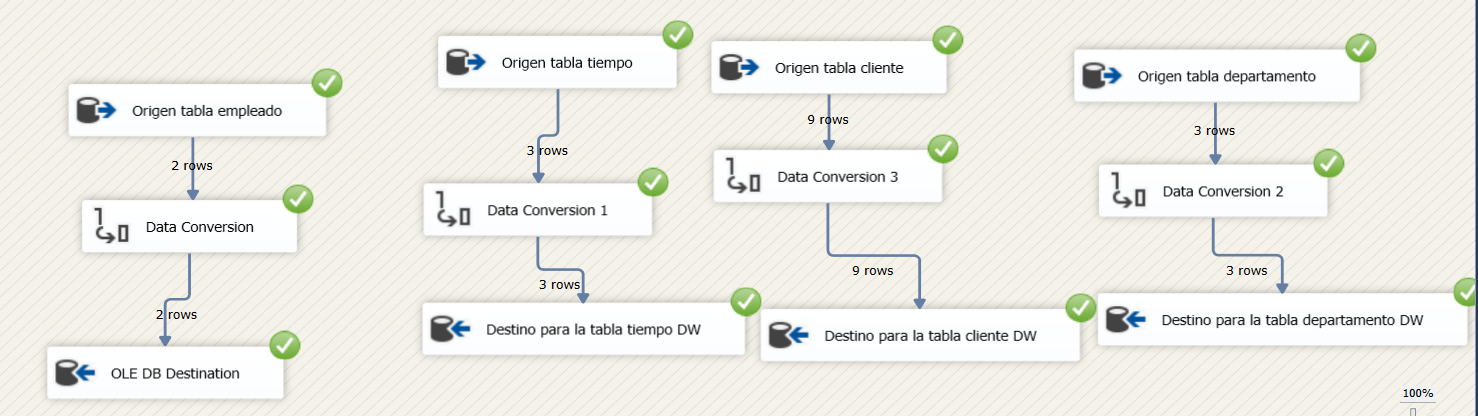 Origen tabla empleado
2 rows
Data Conversion
2 rows
OLE DB Destination
Origen tabla tiempo
3 rows
Data Conversion 1
3 rows
Destino para la tabla tiempo DW
Origen tabla cliente
9 rows
Data Conversion 3
9 rows
Destino para la tabla cliente DW
Origen tabla departamento
3 rows
Data Conversion 2
3 rows
Destino para la tabla departamento DW
100%